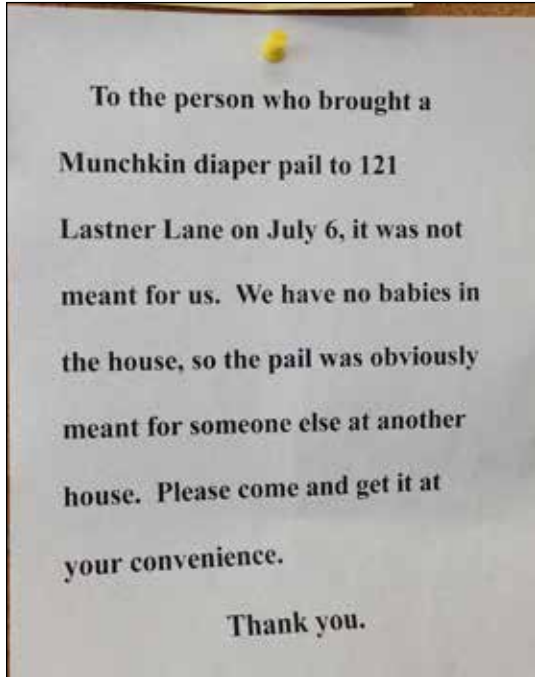 To the person who brought a
Munchkin diaper pail to 121
Lastner Lane on July 6, it was not
meant for us. We have no babies in
the house, so the pail was obviously
meant for someone else at another
house. Please come and get it at
your convenience.
Thank you.